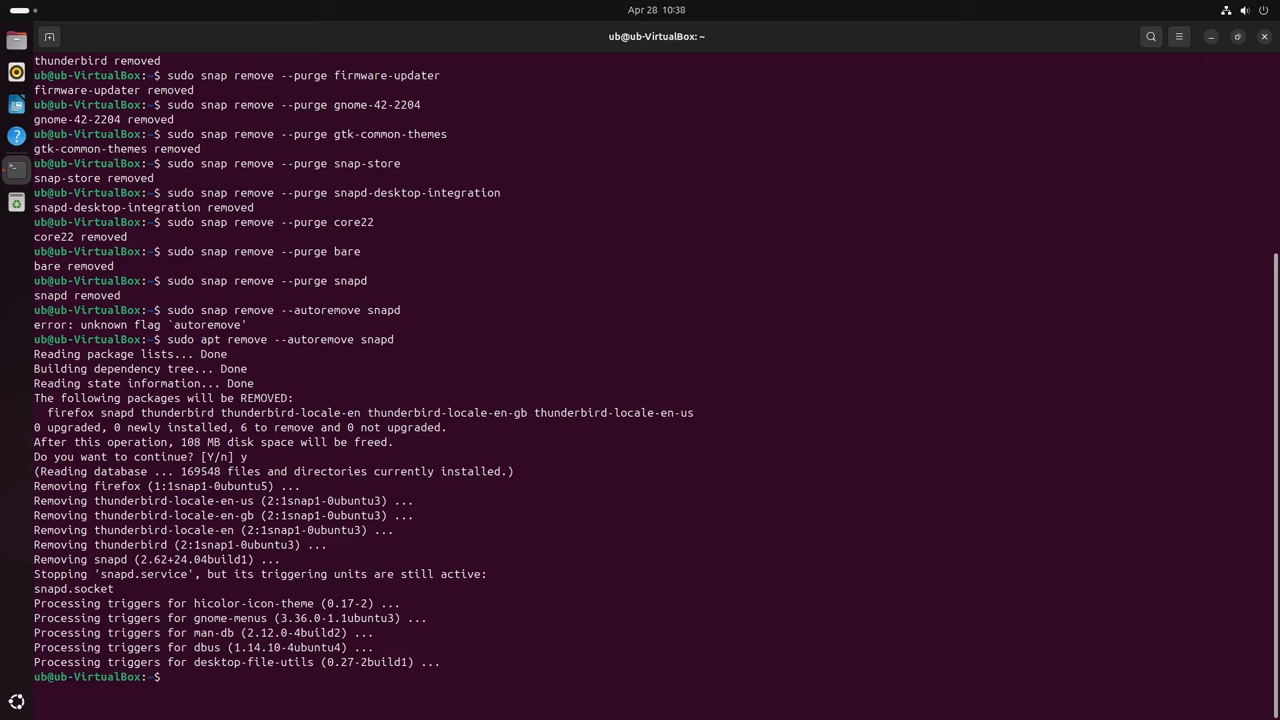 Apr 28 10:38
ub@ub-VirtualBox: ~
thunderbird removed
ub@ub-VirtualBox:~$ sudo snap remove --purge firmware-updater
firmware-updater removed
ub@ub-VirtualBox:~$ sudo snap remove --purge gnome-42-2204
gnome-42-2204 removed
ub@ub-VirtualBox:~$ sudo snap remove --purge gtk-common-themes
gtk-common-themes removed
ub@ub-VirtualBox:~$ sudo snap remove --purge snap-store
snap-store removed
ub@ub-VirtualBox:~$ sudo snap remove --purge snapd-desktop-integration
snapd-desktop-integration removed
ub@ub-VirtualBox:~$ sudo snap remove --purge core22
core22 removed
ub@ub-VirtualBox:~$ sudo snap remove --purge bare
bare removed
ub@ub-VirtualBox:~$ sudo snap remove --purge snapd
snapd removed
ub@ub-VirtualBox:~$ sudo snap remove --autoremove snapd
error: unknown flag `autoremove'
ub@ub-VirtualBox:~$ sudo apt remove --autoremove snapd
Reading package lists... Done
Building dependency tree... Done
Reading state information... Done
The following packages will be REMOVED:
  firefox snapd thunderbird thunderbird-locale-en thunderbird-locale-en-gb thunderbird-locale-en-us
0 upgraded, 0 newly installed, 6 to remove and 0 not upgraded.
After this operation, 108 MB disk space will be freed.
Do you want to continue? [Y/n] y
(Reading database ... 169548 files and directories currently installed.)
Removing firefox (1:1snap1-0ubuntu5) ...
Removing thunderbird-locale-en-us (2:1snap1-0ubuntu3) ...
Removing thunderbird-locale-en-gb (2:1snap1-0ubuntu3) ...
Removing thunderbird-locale-en (2:1snap1-0ubuntu3) ...
Removing thunderbird (2:1snap1-0ubuntu3) ...
Removing snapd (2.62+24.04build1) ...
Stopping 'snapd.service', but its triggering units are still active:
snapd.socket
Processing triggers for hicolor-icon-theme (0.17-2) ...
Processing triggers for gnome-menus (3.36.0-1.1ubuntu3) ...
Processing triggers for man-db (2.12.0-4build2) ...
Processing triggers for dbus (1.14.10-4ubuntu4) ...
Processing triggers for desktop-file-utils (0.27-2build1) ...
ub@ub-VirtualBox:~$